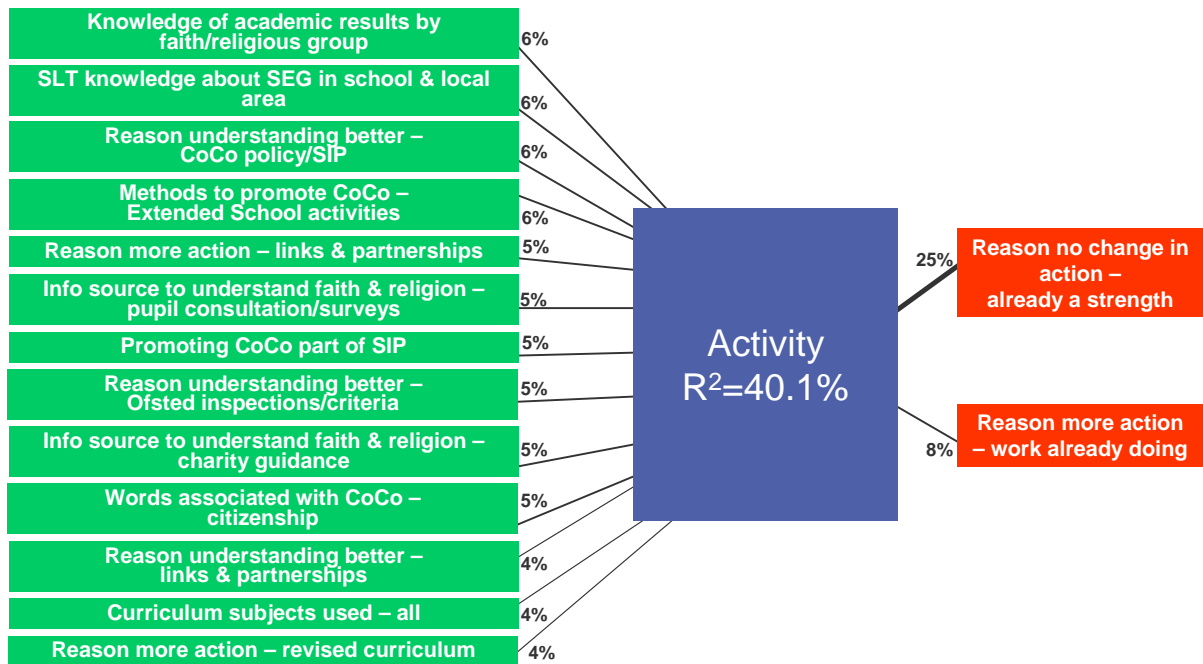 Knowledge of academic results by
faith/religious group
6%
SLT knowledge about SEG in school & local
area
6%
Reason understanding better –
CoCo policy/SIP
6%
Methods to promote CoCo –
Extended School activities
6%
Reason more action – links & partnerships
5%
Info source to understand faith & religion –
pupil consultation/surveys
5%
Promoting CoCo part of SIP
5%
Reason understanding better –
Ofsted inspections/criteria
5%
Info source to understand faith & religion –
charity guidance
5%
Words associated with CoCo –
citizenship
5%
Reason understanding better –
links & partnerships
4%
Curriculum subjects used – all
4%
Reason more action – revised curriculum
4%
Activity
R²=40.1%
25%
Reason no change in
action –
already a strength
8%
Reason more action
– work already doing